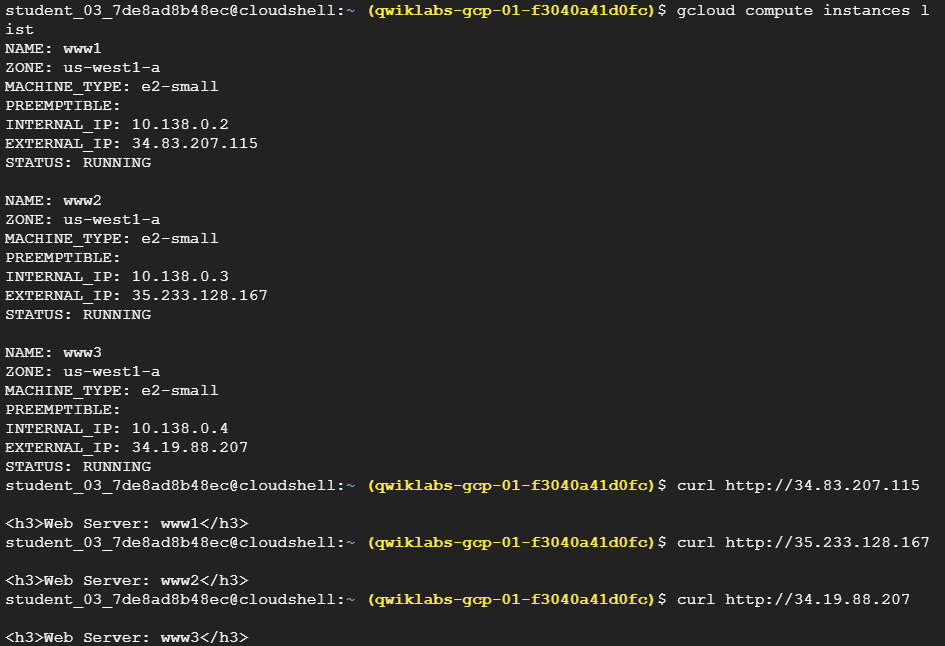 student_03_7de8ad8b48ec@cloudshell:~ (qwiklabs-gcp-01-f3040a41d0fc)$ gcloud compute instances l
ist
NAME: www1
ZONE: us-west1-a
MACHINE_TYPE: e2-small
PREEMPTIBLE:
INTERNAL_IP: 10.138.0.2
EXTERNAL_IP: 34.83.207.115
STATUS: RUNNING
NAME: www2
ZONE: us-west1-a
MACHINE_TYPE: e2-small
PREEMPTIBLE:
INTERNAL_IP: 10.138.0.3
EXTERNAL_IP: 35.233.128.167
STATUS: RUNNING
NAME: www3
ZONE: us-west1-a
MACHINE_TYPE: e2-small
PREEMPTIBLE:
INTERNAL_IP: 10.138.0.4
EXTERNAL_IP: 34.19.88.207
STATUS: RUNNING
student_03_7de8ad8b48ec@cloudshell:~ (qwiklabs-gcp-01-f3040a41d0fc)$ curl http://34.83.207.115
<h3>Web Server: www1</h3>
student_03_7de8ad8b48ec@cloudshell:~ (qwiklabs-gcp-01-f3040a41d0fc)$ curl http://35.233.128.167
<h3>Web Server: www2</h3>
student_03_7de8ad8b48ec@cloudshell:~ (qwiklabs-gcp-01-f3040a41d0fc)$ curl http://34.19.88.207
<h3>Web Server: www3</h3>